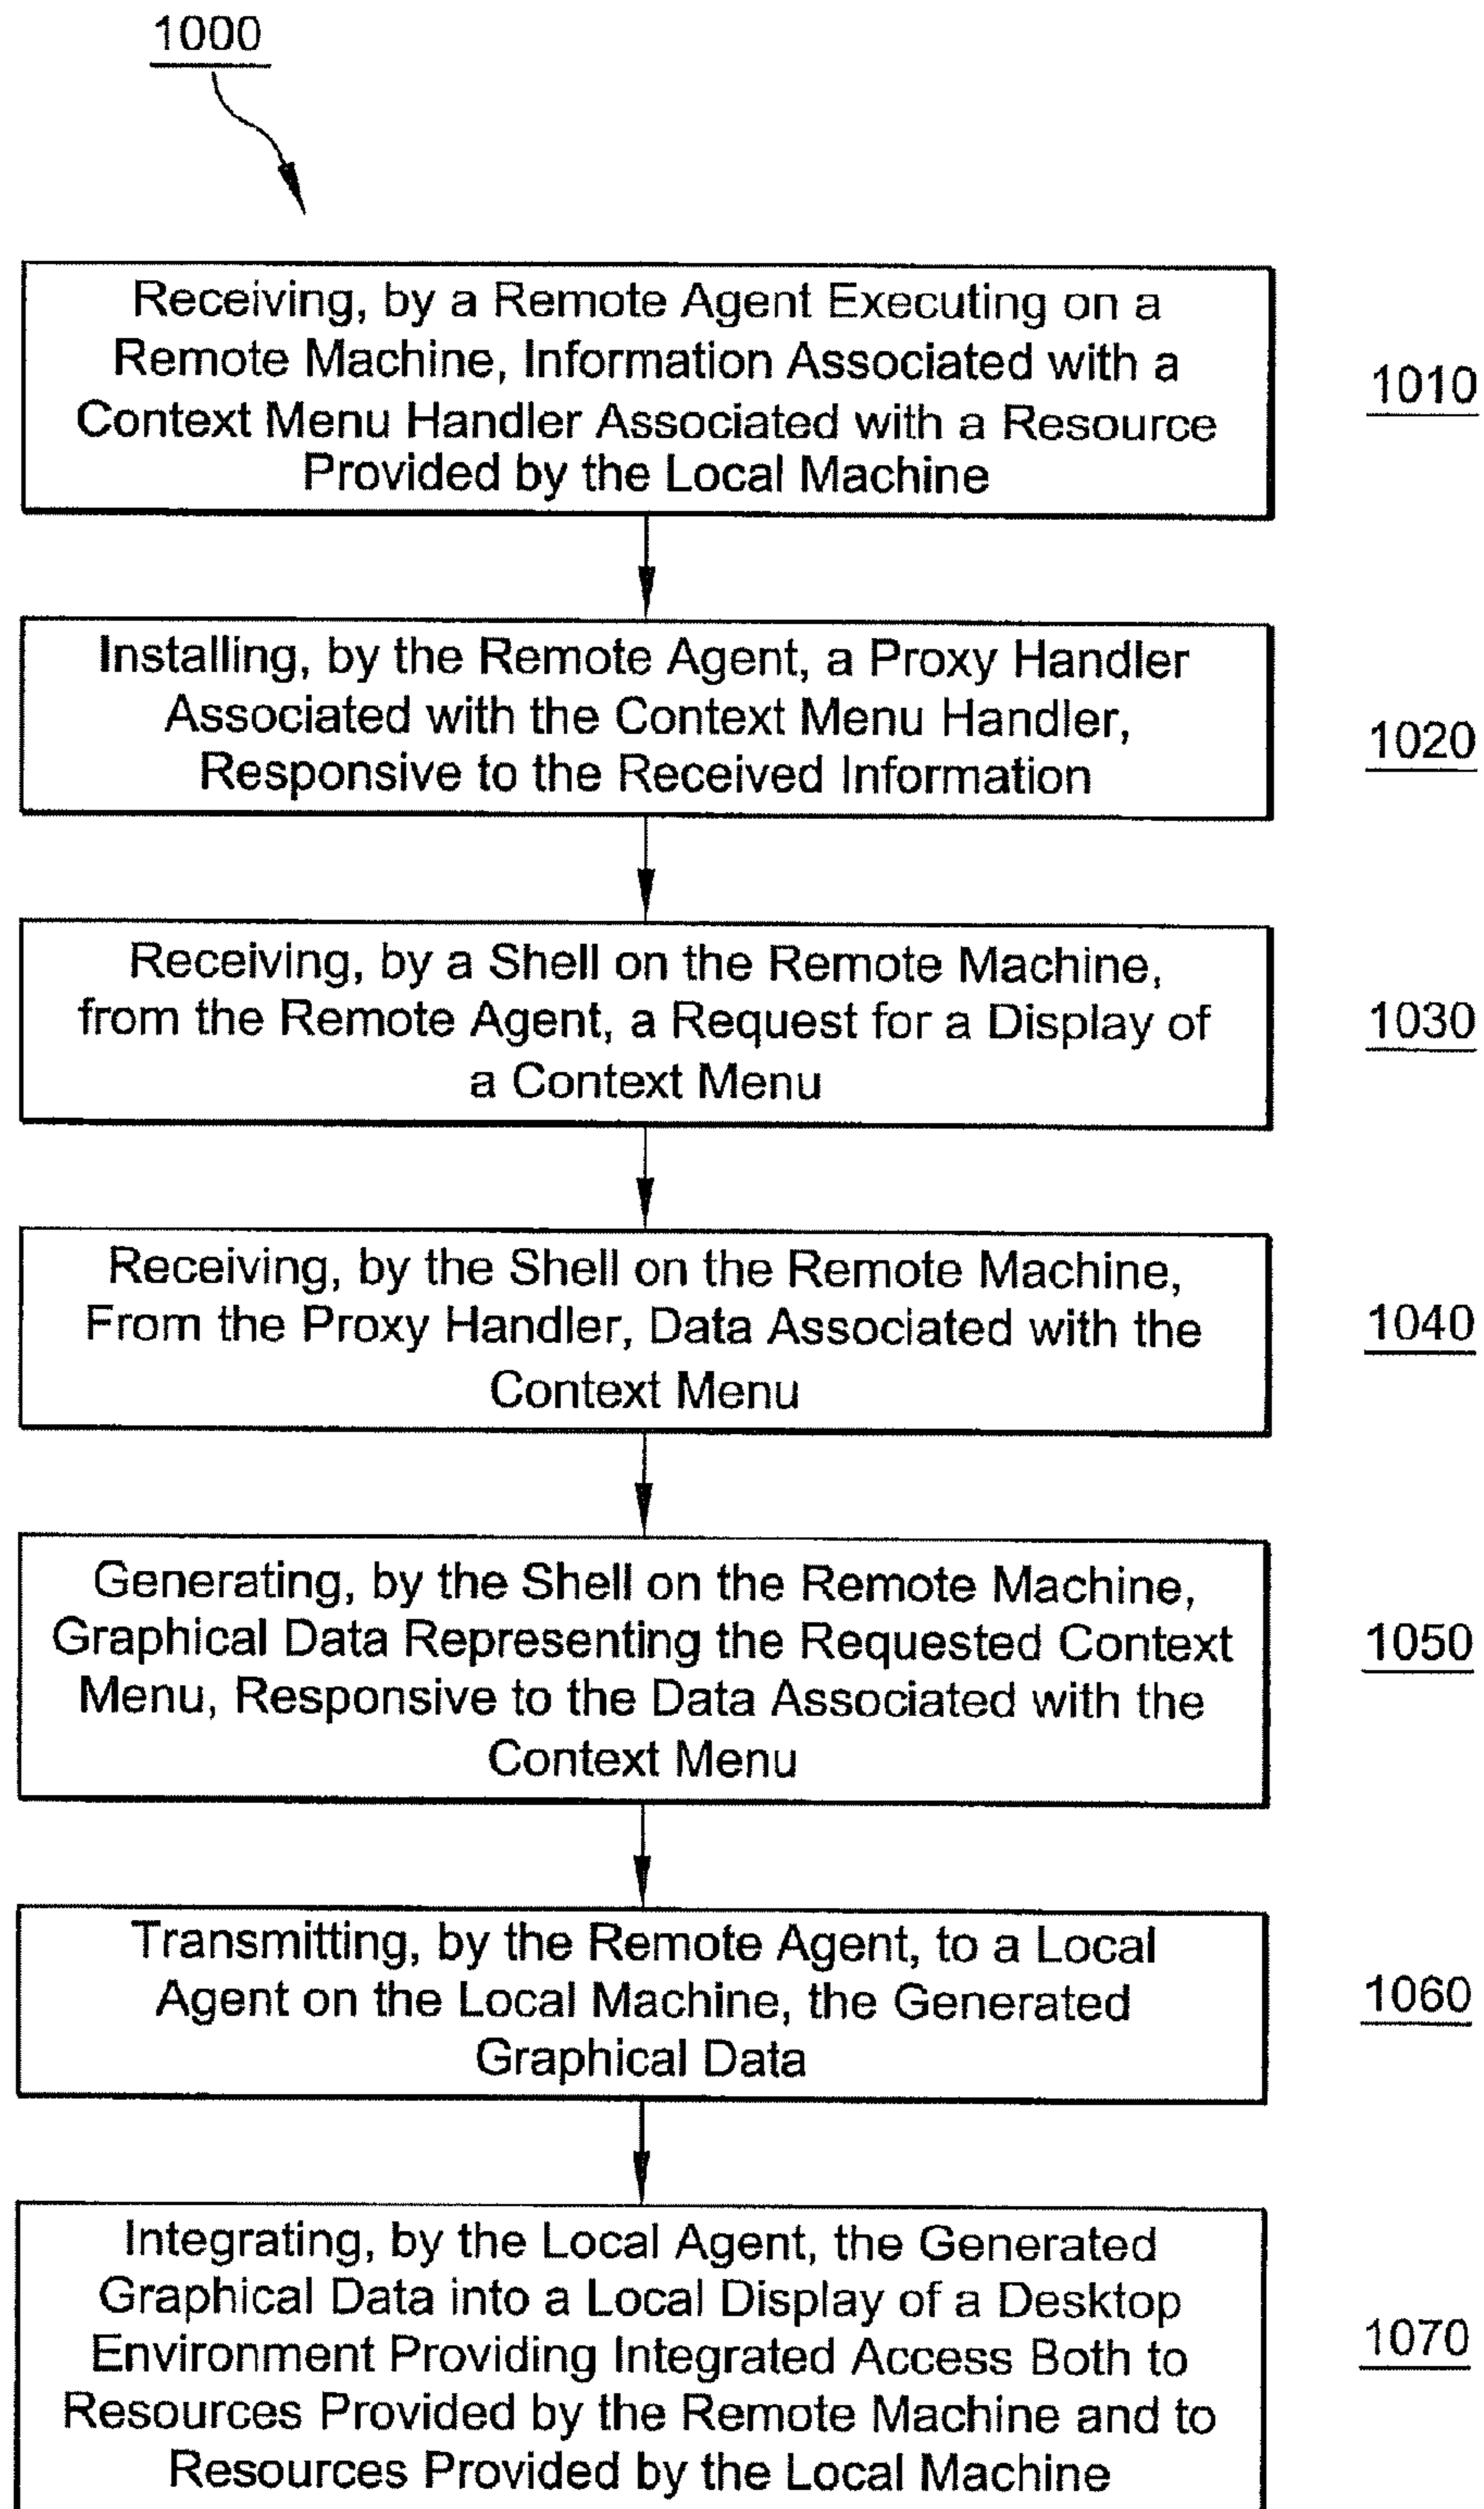 1000
Receiving, by a Remote Agent Executing on a
Remote Machine, Information Associated with a
Context Menu Handler Associated with a Resource
Provided by the Local Machine
1010
Installing, by the Remote Agent, a Proxy Handler
Associated with the Context Menu Handler,
Responsive to the Received Information
1020
Receiving, by a Shell on the Remote Machine,
from the Remote Agent, a Request for a Display of
a Context Menu
1030
Receiving, by the Shell on the Remote Machine,
From the Proxy Handler, Data Associated with the
Context Menu
1040
Generating, by the Shell on the Remote Machine,
Graphical Data Representing the Requested Context
Menu, Responsive to the Data Associated with the
Context Menu
1050
Transmitting, by the Remote Agent, to a Local
Agent on the Local Machine, the Generated
Graphical Data
1060
Integrating, by the Local Agent, the Generated
Graphical Data into a Local Display of a Desktop
Environment Providing Integrated Access Both to
Resources Provided by the Remote Machine and to
Resources Provided by the Local Machine
1070